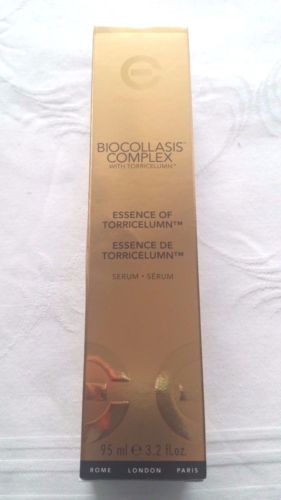 BIOCOLLASIS™
COMPLEX
WITH TORRICELUMN™
ESSENCE OF
TORRICELUMN™
ESSENCE DE
TORRICELUMN™
SERUM • SÉRUM
95 ml ℮ 3.2 fl.oz.
ROME LONDON PARIS